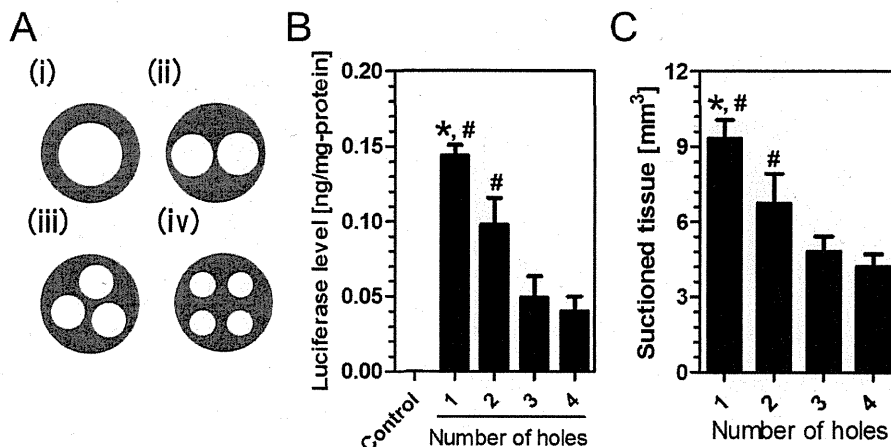 A
(i)
(ii)
(iii)
(iv)
B
Luciferase level [ng/mg-protein]
0.20
0.15
0.10
0.05
0.00
*, #
#
Control
1
2
3
4
Number of holes
C
Suctioned tissue [mm³]
12
9
6
3
0
*, #
#
1
2
3
4
Number of holes